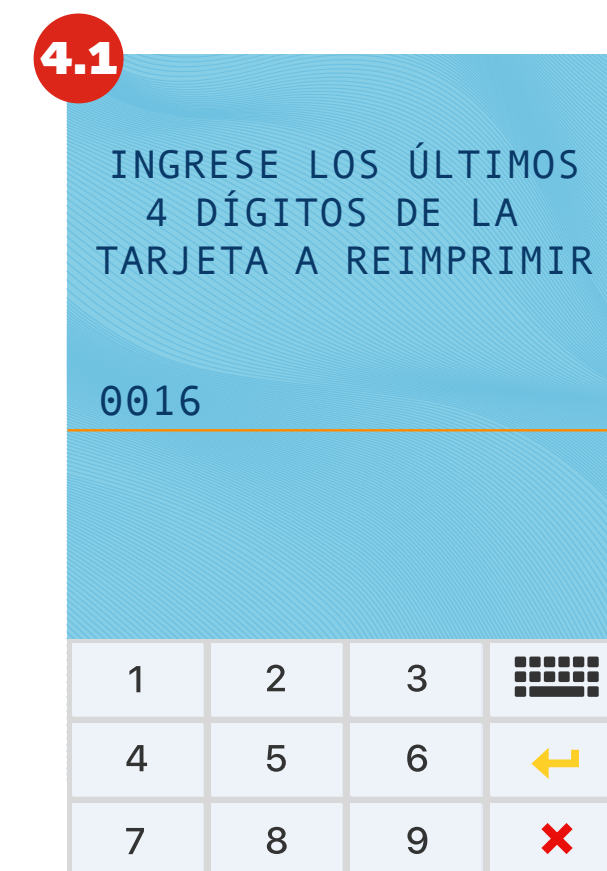 4.1
INGRESE LOS ÚLTIMOS
4 DÍGITOS DE LA
TARJETA A REIMPRIMIR
0016
1 2 3
4 5 6
7 8 9